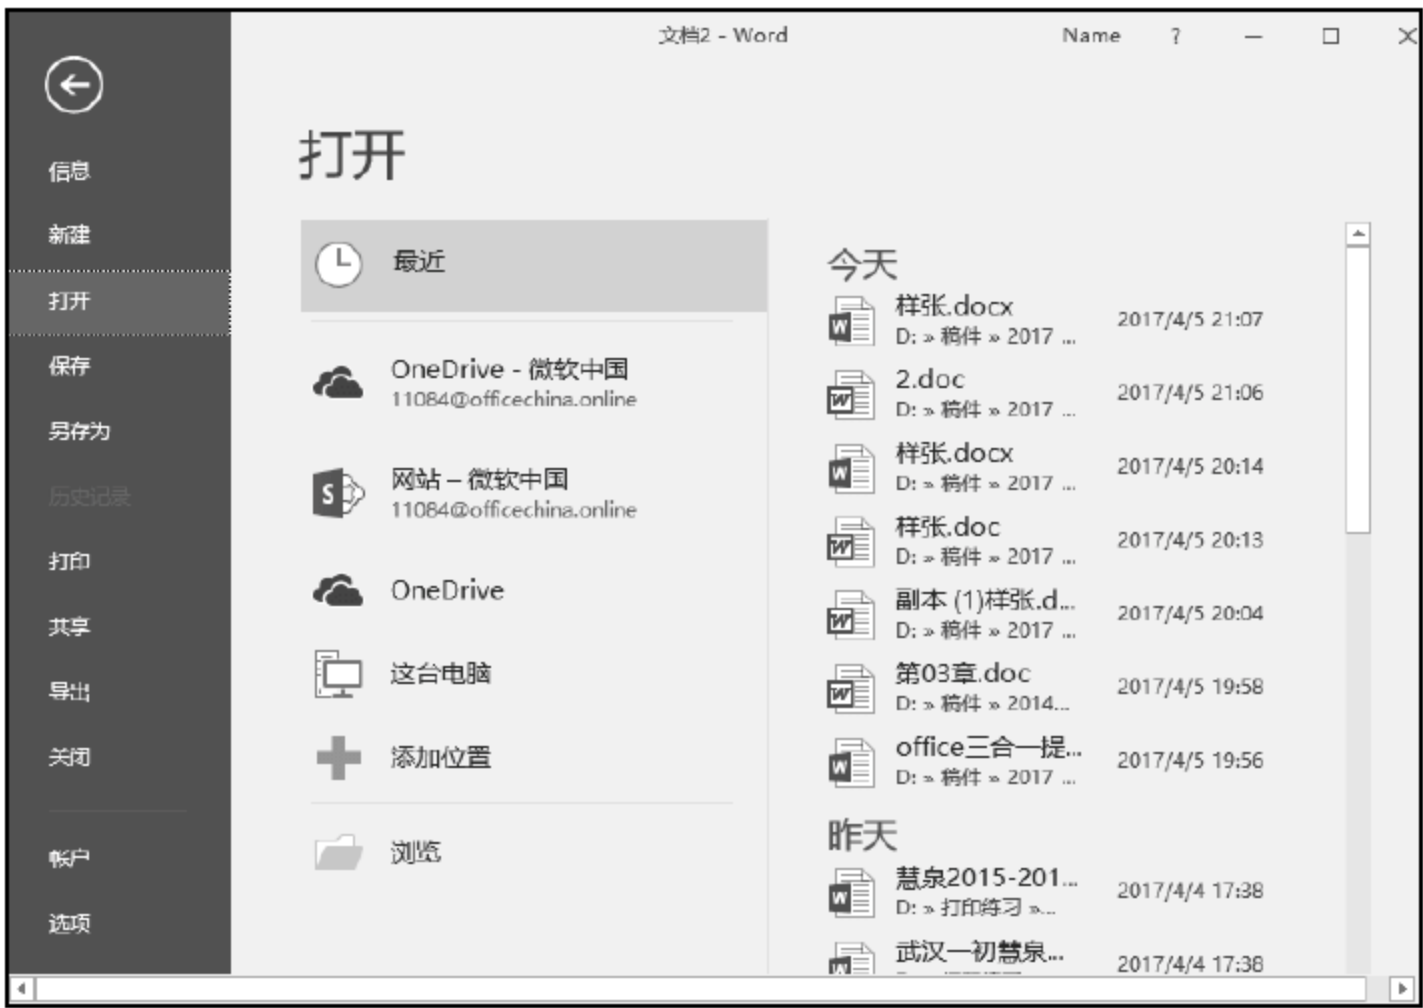 文档2 - Word
Name
?
信息
新建
打开
保存
另存为
历史记录
打印
共享
导出
关闭
帐户
选项
打开
最近
OneDrive - 微软中国
11084@officechina.online
网站 – 微软中国
11084@officechina.online
OneDrive
这台电脑
添加位置
浏览
今天
样张.docx
D: » 稿件 » 2017 ...
2017/4/5 21:07
2.doc
D: » 稿件 » 2017 ...
2017/4/5 21:06
样张.docx
D: » 稿件 » 2017 ...
2017/4/5 20:14
样张.doc
D: » 稿件 » 2017 ...
2017/4/5 20:13
副本 (1)样张.d...
D: » 稿件 » 2017 ...
2017/4/5 20:04
第03章.doc
D: » 稿件 » 2014...
2017/4/5 19:58
office三合一提...
D: » 稿件 » 2017 ...
2017/4/5 19:56
昨天
慧泉2015-201...
D: » 打印练习 »...
2017/4/4 17:38
武汉一初慧泉...
2017/4/4 17:38